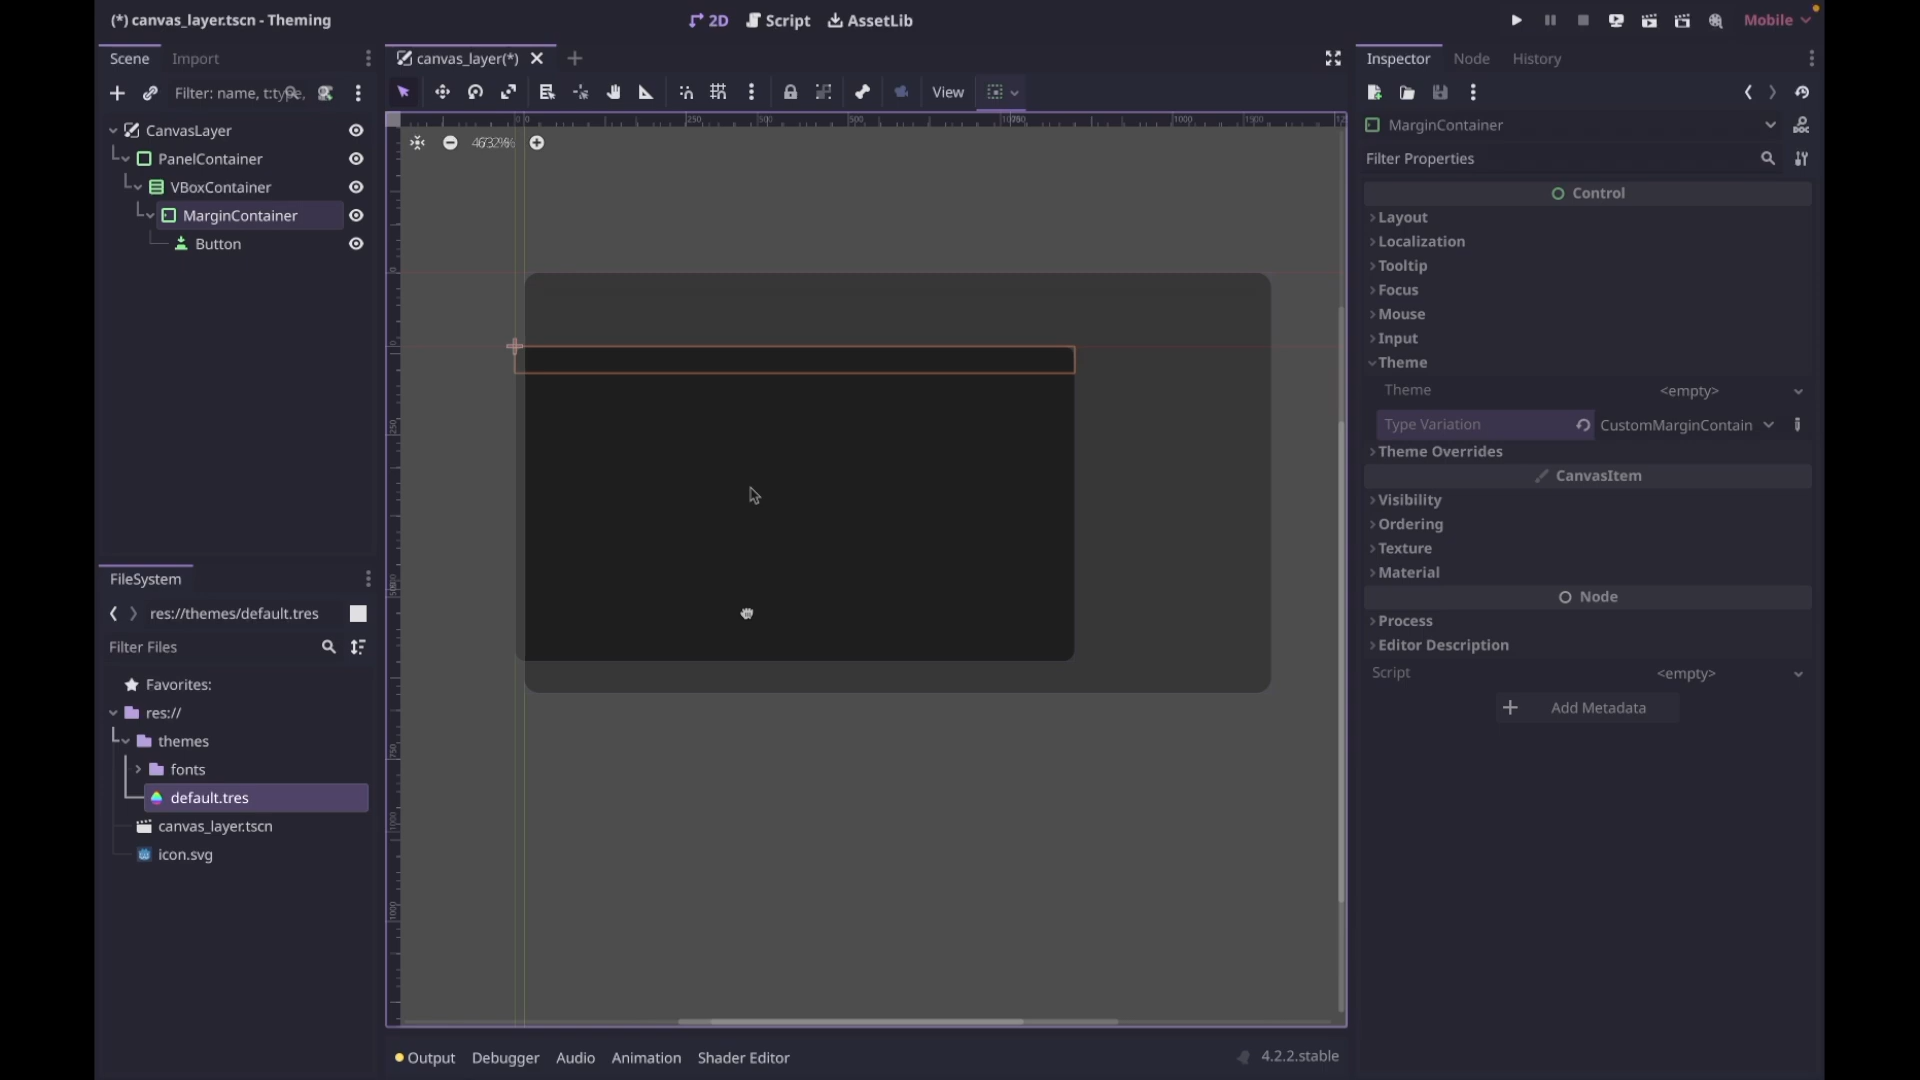 (*) canvas_layer.tscn - Theming
2D Script AssetLib
Mobile
Scene Import
Filter: name, t:type,
CanvasLayer
PanelContainer
VBoxContainer
MarginContainer
Button
FileSystem
res://themes/default.tres
Filter Files
Favorites:
res://
themes
fonts
default.tres
canvas_layer.tscn
icon.svg
canvas_layer(*)
View
Output Debugger Audio Animation Shader Editor
4.2.2.stable
Inspector Node History
MarginContainer
Filter Properties
Control
Layout
Localization
Tooltip
Focus
Mouse
Input
Theme
Theme <empty>
Type Variation CustomMarginContain
Theme Overrides
CanvasItem
Visibility
Ordering
Texture
Material
Node
Process
Editor Description
Script <empty>
Add Metadata